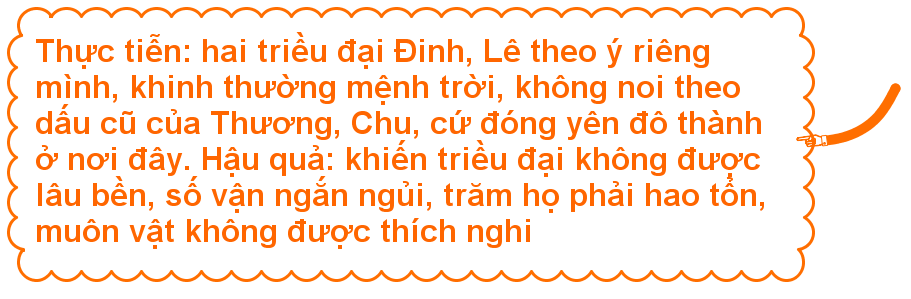 Thực tiễn: hai triều đại Đinh, Lê theo ý riêng
mình, khinh thường mệnh trời, không noi theo
dấu cũ của Thương, Chu, cứ đóng yên đô thành
ở nơi đây. Hậu quả: khiến triều đại không được
lâu bền, số vận ngắn ngủi, trăm họ phải hao tổn,
muôn vật không được thích nghi